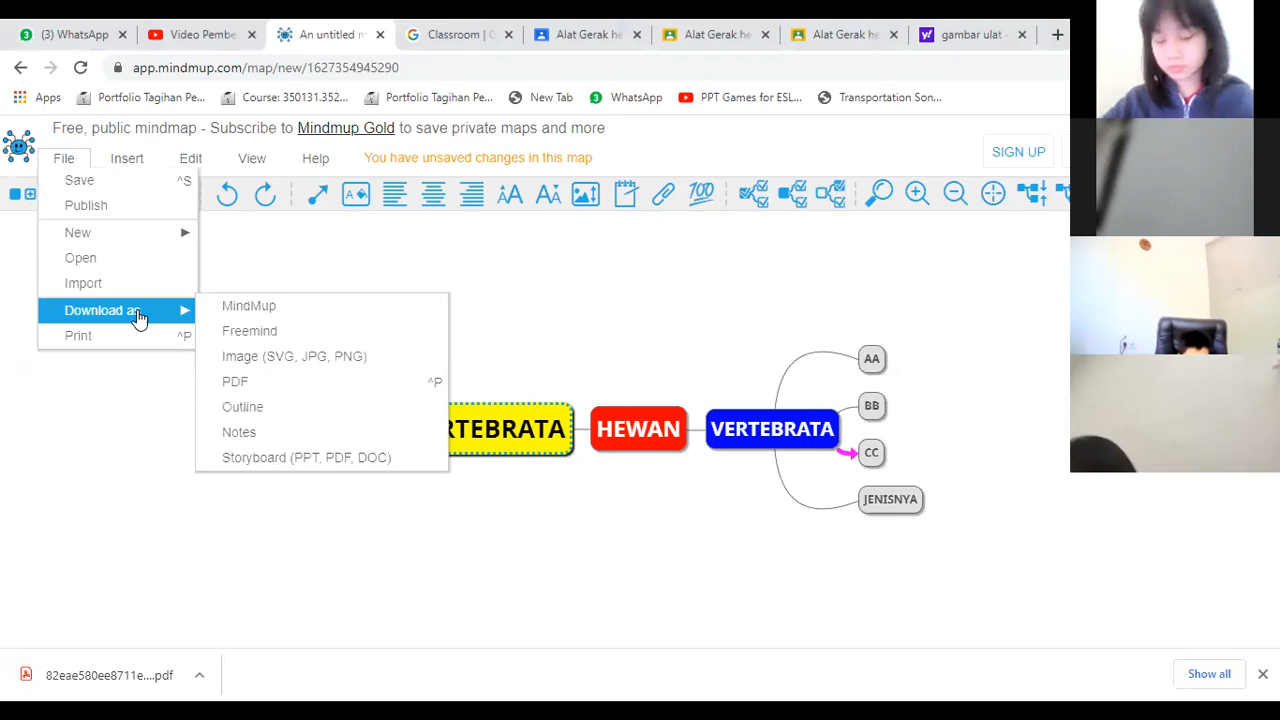 (3) WhatsApp
Video Pembe
An untitled m
Classroom | G
Alat Gerak he
Alat Gerak he
Alat Gerak he
gambar ulat -
app.mindmup.com/map/new/1627354945290
Apps
Portfolio Tagihan Pe...
Course: 350131.352...
Portfolio Tagihan Pe...
New Tab
WhatsApp
PPT Games for ESL...
Transportation Son...
Free, public mindmap - Subscribe to Mindmup Gold to save private maps and more
File
Insert
Edit
View
Help
You have unsaved changes in this map
SIGN UP
Save ^S
Publish
New
Open
Import
Download as
Print ^P
MindMup
Freemind
Image (SVG, JPG, PNG)
PDF ^P
Outline
Notes
Storyboard (PPT, PDF, DOC)
100
RTEBRATA
HEWAN
VERTEBRATA
AA
BB
CC
JENISNYA
82eae580ee8711e....pdf
Show all